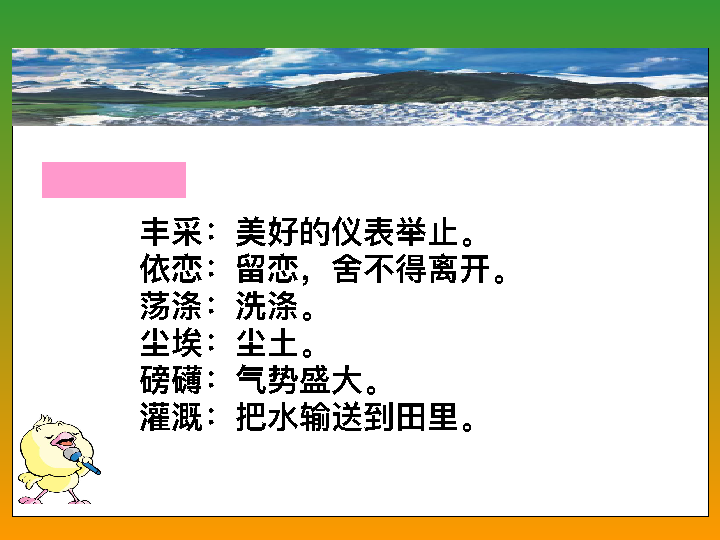 丰采：美好的仪表举止。
依恋：留恋，舍不得离开。
荡涤：洗涤。
尘埃：尘土。
磅礴：气势盛大。
灌溉：把水输送到田里。